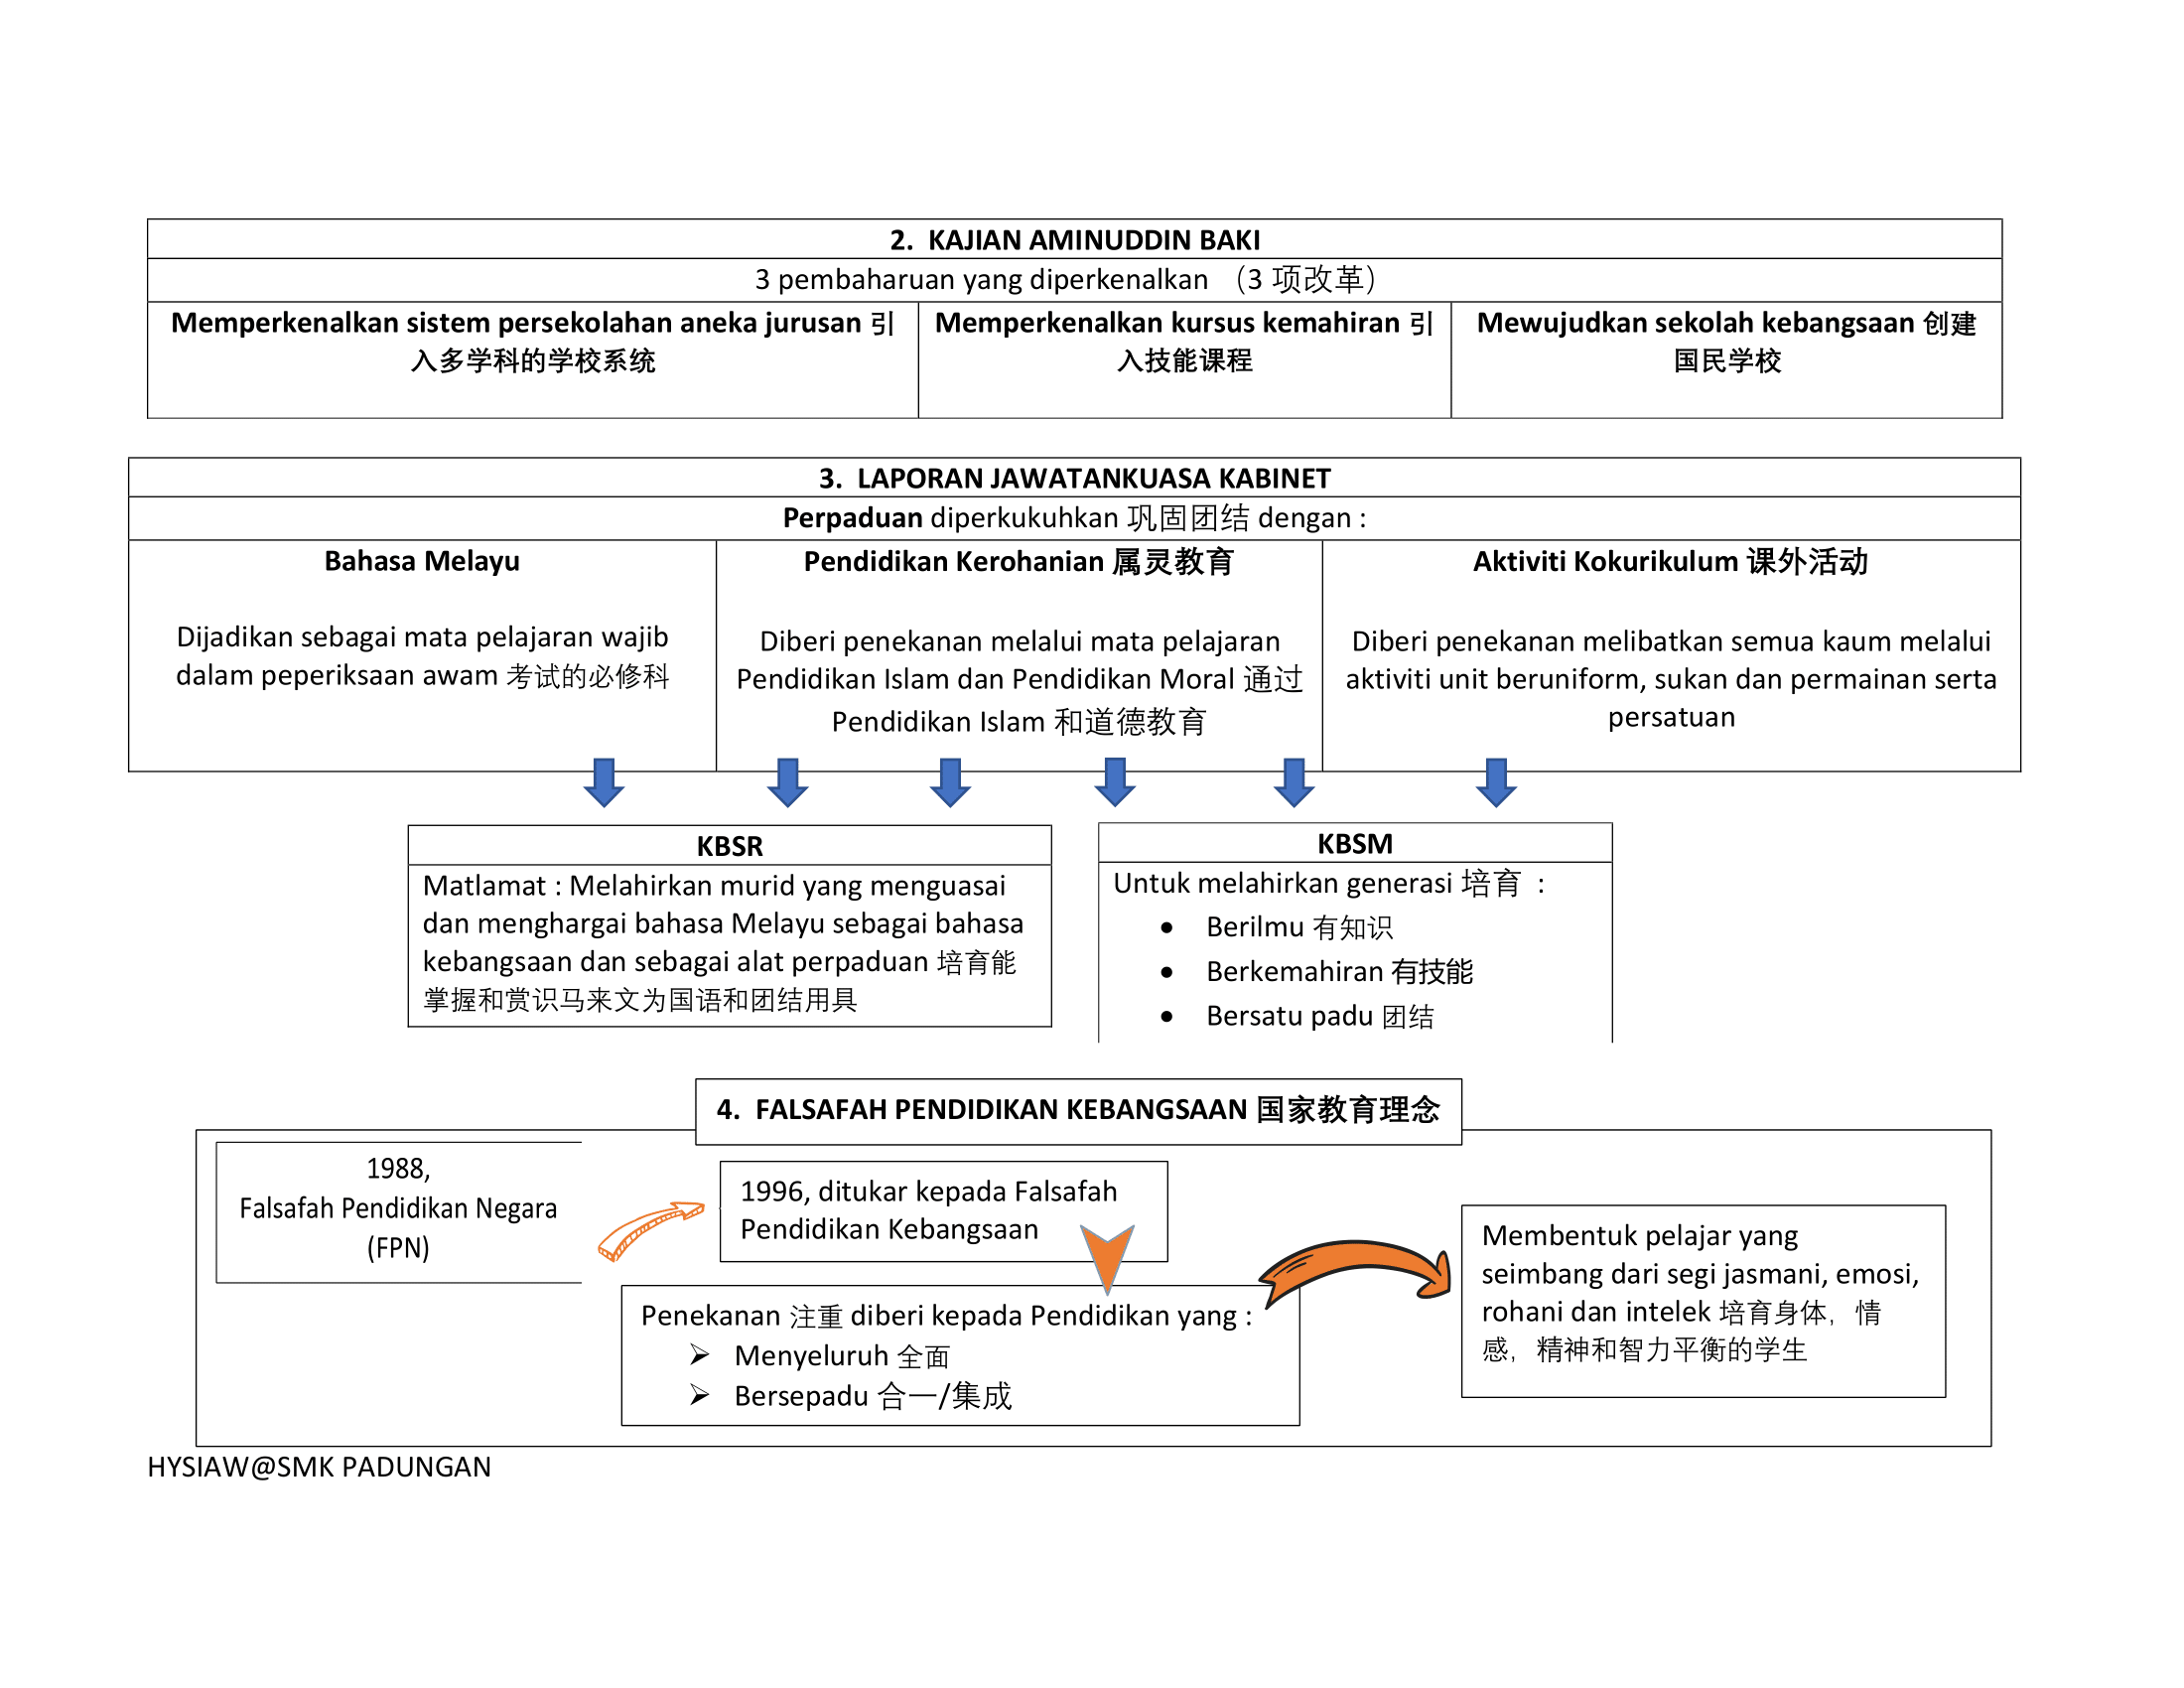 2. KAJIAN AMINUDDIN BAKI
3 pembaharuan yang diperkenalkan （3 项改革）
Memperkenalkan sistem persekolahan aneka jurusan 引
入多学科的学校系统
Memperkenalkan kursus kemahiran 引
入技能课程
Mewujudkan sekolah kebangsaan 创建
国民学校
3. LAPORAN JAWATANKUASA KABINET
Perpaduan diperkukuhkan 巩固团结 dengan :
Bahasa Melayu
Dijadikan sebagai mata pelajaran wajib
dalam peperiksaan awam 考试的必修科
Pendidikan Kerohanian 属灵教育
Diberi penekanan melalui mata pelajaran
Pendidikan Islam dan Pendidikan Moral 通过
Pendidikan Islam 和道德教育
Aktiviti Kokurikulum 课外活动
Diberi penekanan melibatkan semua kaum melalui
aktiviti unit beruniform, sukan dan permainan serta
persatuan
KBSR
Matlamat : Melahirkan murid yang menguasai
dan menghargai bahasa Melayu sebagai bahasa
kebangsaan dan sebagai alat perpaduan 培育能
掌握和赏识马来文为国语和团结用具
KBSM
Untuk melahirkan generasi 培育 :
• Berilmu 有知识
• Berkemahiran 有技能
• Bersatu padu 团结
4. FALSAFAH PENDIDIKAN KEBANGSAAN 国家教育理念
1988,
Falsafah Pendidikan Negara
(FPN)
1996, ditukar kepada Falsafah
Pendidikan Kebangsaan
Penekanan 注重 diberi kepada Pendidikan yang :
➢ Menyeluruh 全面
➢ Bersepadu 合一/集成
Membentuk pelajar yang
seimbang dari segi jasmani, emosi,
rohani dan intelek 培育身体，情
感，精神和智力平衡的学生
HYSIAW@SMK PADUNGAN